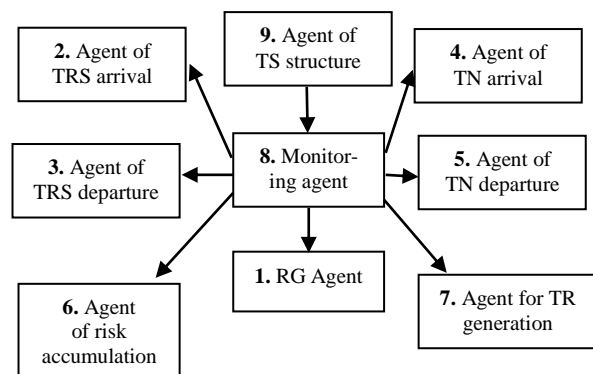 2. Agent of
TRS arrival
9. Agent of
TS structure
4. Agent of
TN arrival
3. Agent of
TRS departure
8. Monitor-
ing agent
5. Agent of
TN departure
6. Agent
of risk
accumulation
1. RG Agent
7. Agent for TR
generation